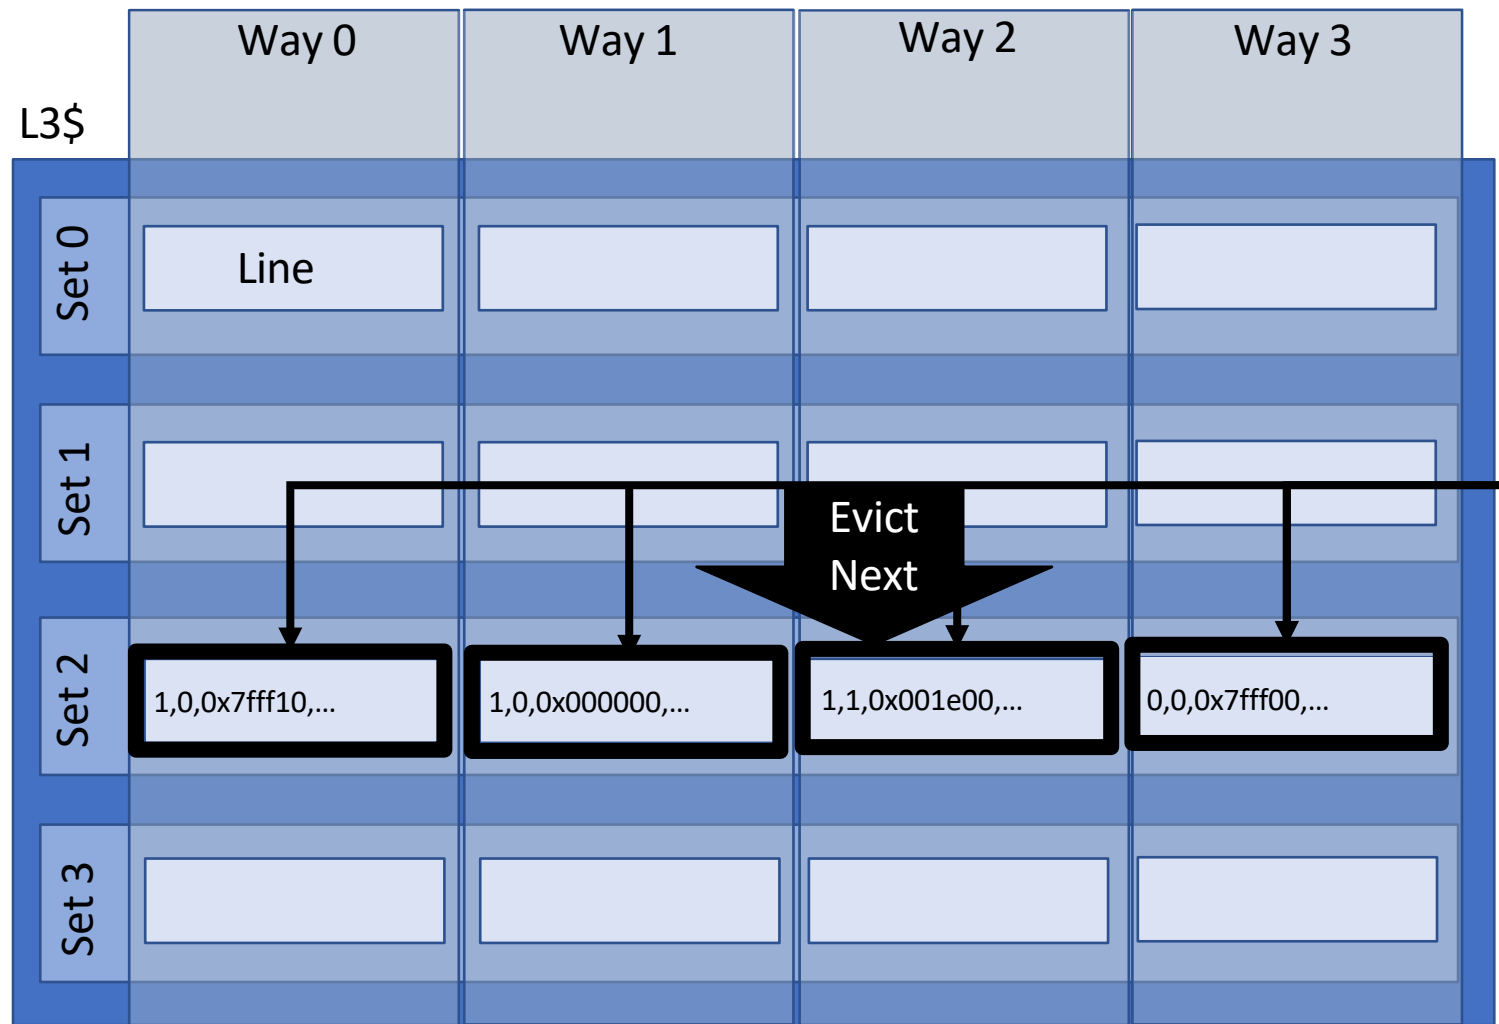 Way 0
Way 1
Way 2
Way 3
L3$
Set 0
Line
Set 1
Evict
Next
Set 2
1,0,0x7fff10,...
1,0,0x000000,...
1,1,0x001e00,...
0,0,0x7fff00,...
Set 3